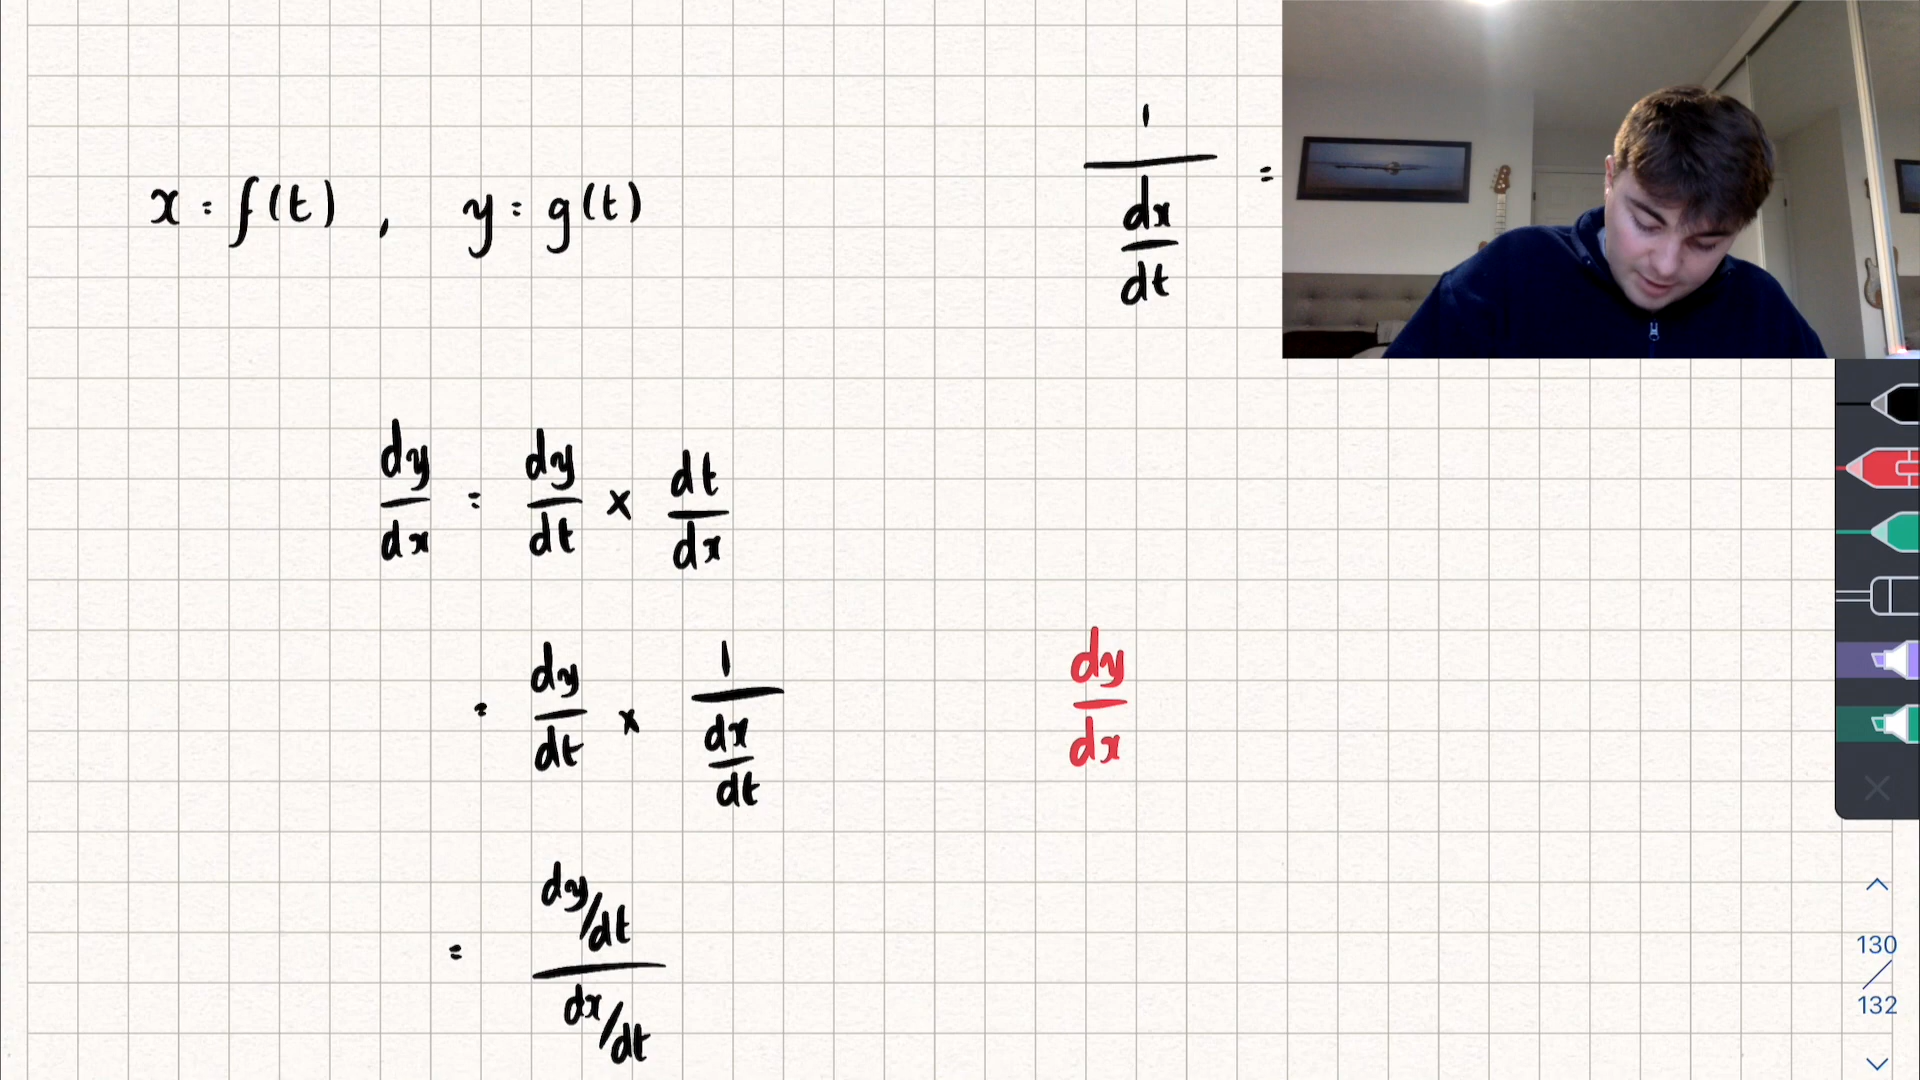 x = f(t) , y = g(t)
1 / dx/dt =
dy/dx = dy/dt × dt/dx
= dy/dt × 1 / dx/dt
dy/dx
= dy/dt / dx/dt
130 / 132